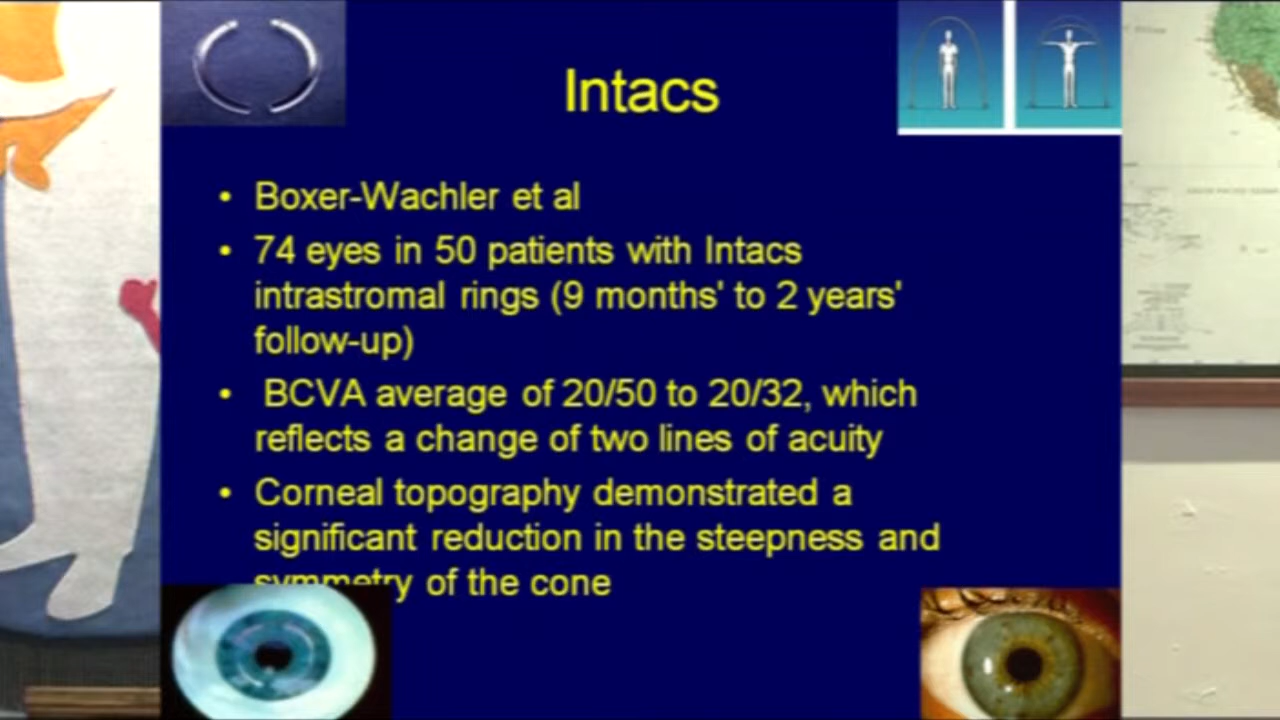 Intacs
• Boxer-Wachler et al
• 74 eyes in 50 patients with Intacs
intrastromal rings (9 months' to 2 years'
follow-up)
• BCVA average of 20/50 to 20/32, which
reflects a change of two lines of acuity
• Corneal topography demonstrated a
significant reduction in the steepness and
symmetry of the cone